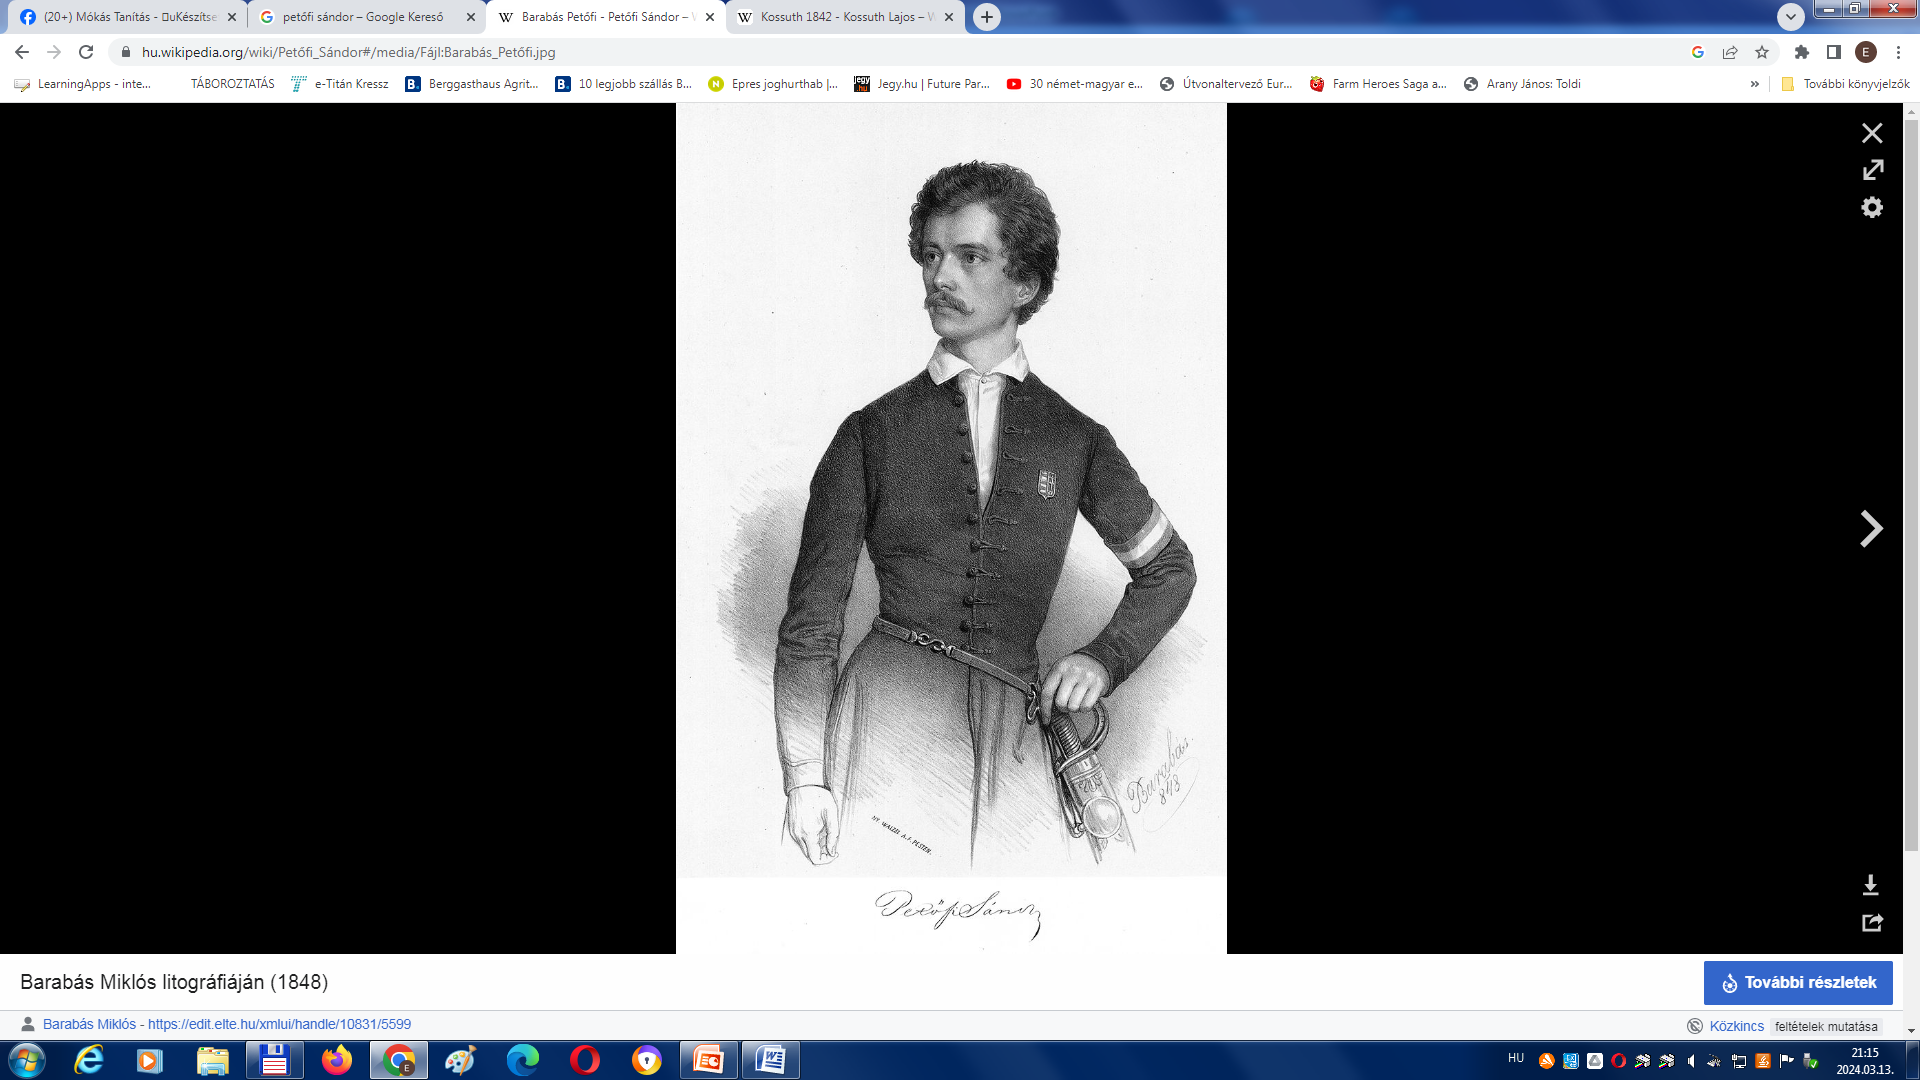 (20+) Mókás Tanítás - uKészítse
petőfi sándor – Google Kereső
Barabás Petőfi - Petőfi Sándor –
Kossuth 1842 - Kossuth Lajos –
hu.wikipedia.org/wiki/Petőfi_Sándor#/media/Fájl:Barabás_Petőfi.jpg
E
LearningApps - inte...
TÁBOROZTATÁS
e-Titán Kressz
Berggasthaus Agrit...
10 legjobb szállás B...
Epres joghurthab |...
Jegy.hu | Future Par...
30 német-magyar e...
Útvonaltervező Eur...
Farm Heroes Saga a...
Arany János: Toldi
»
További könyvjelzők
Barabás
848
NY. WALZEL A.F. PESTEN.
Petőfi Sándor
Barabás Miklós litográfiáján (1848)
További részletek
Barabás Miklós - https://edit.elte.hu/xmlui/handle/10831/5599
Közkincs feltételek mutatása
HU
21:15
2024.03.13.